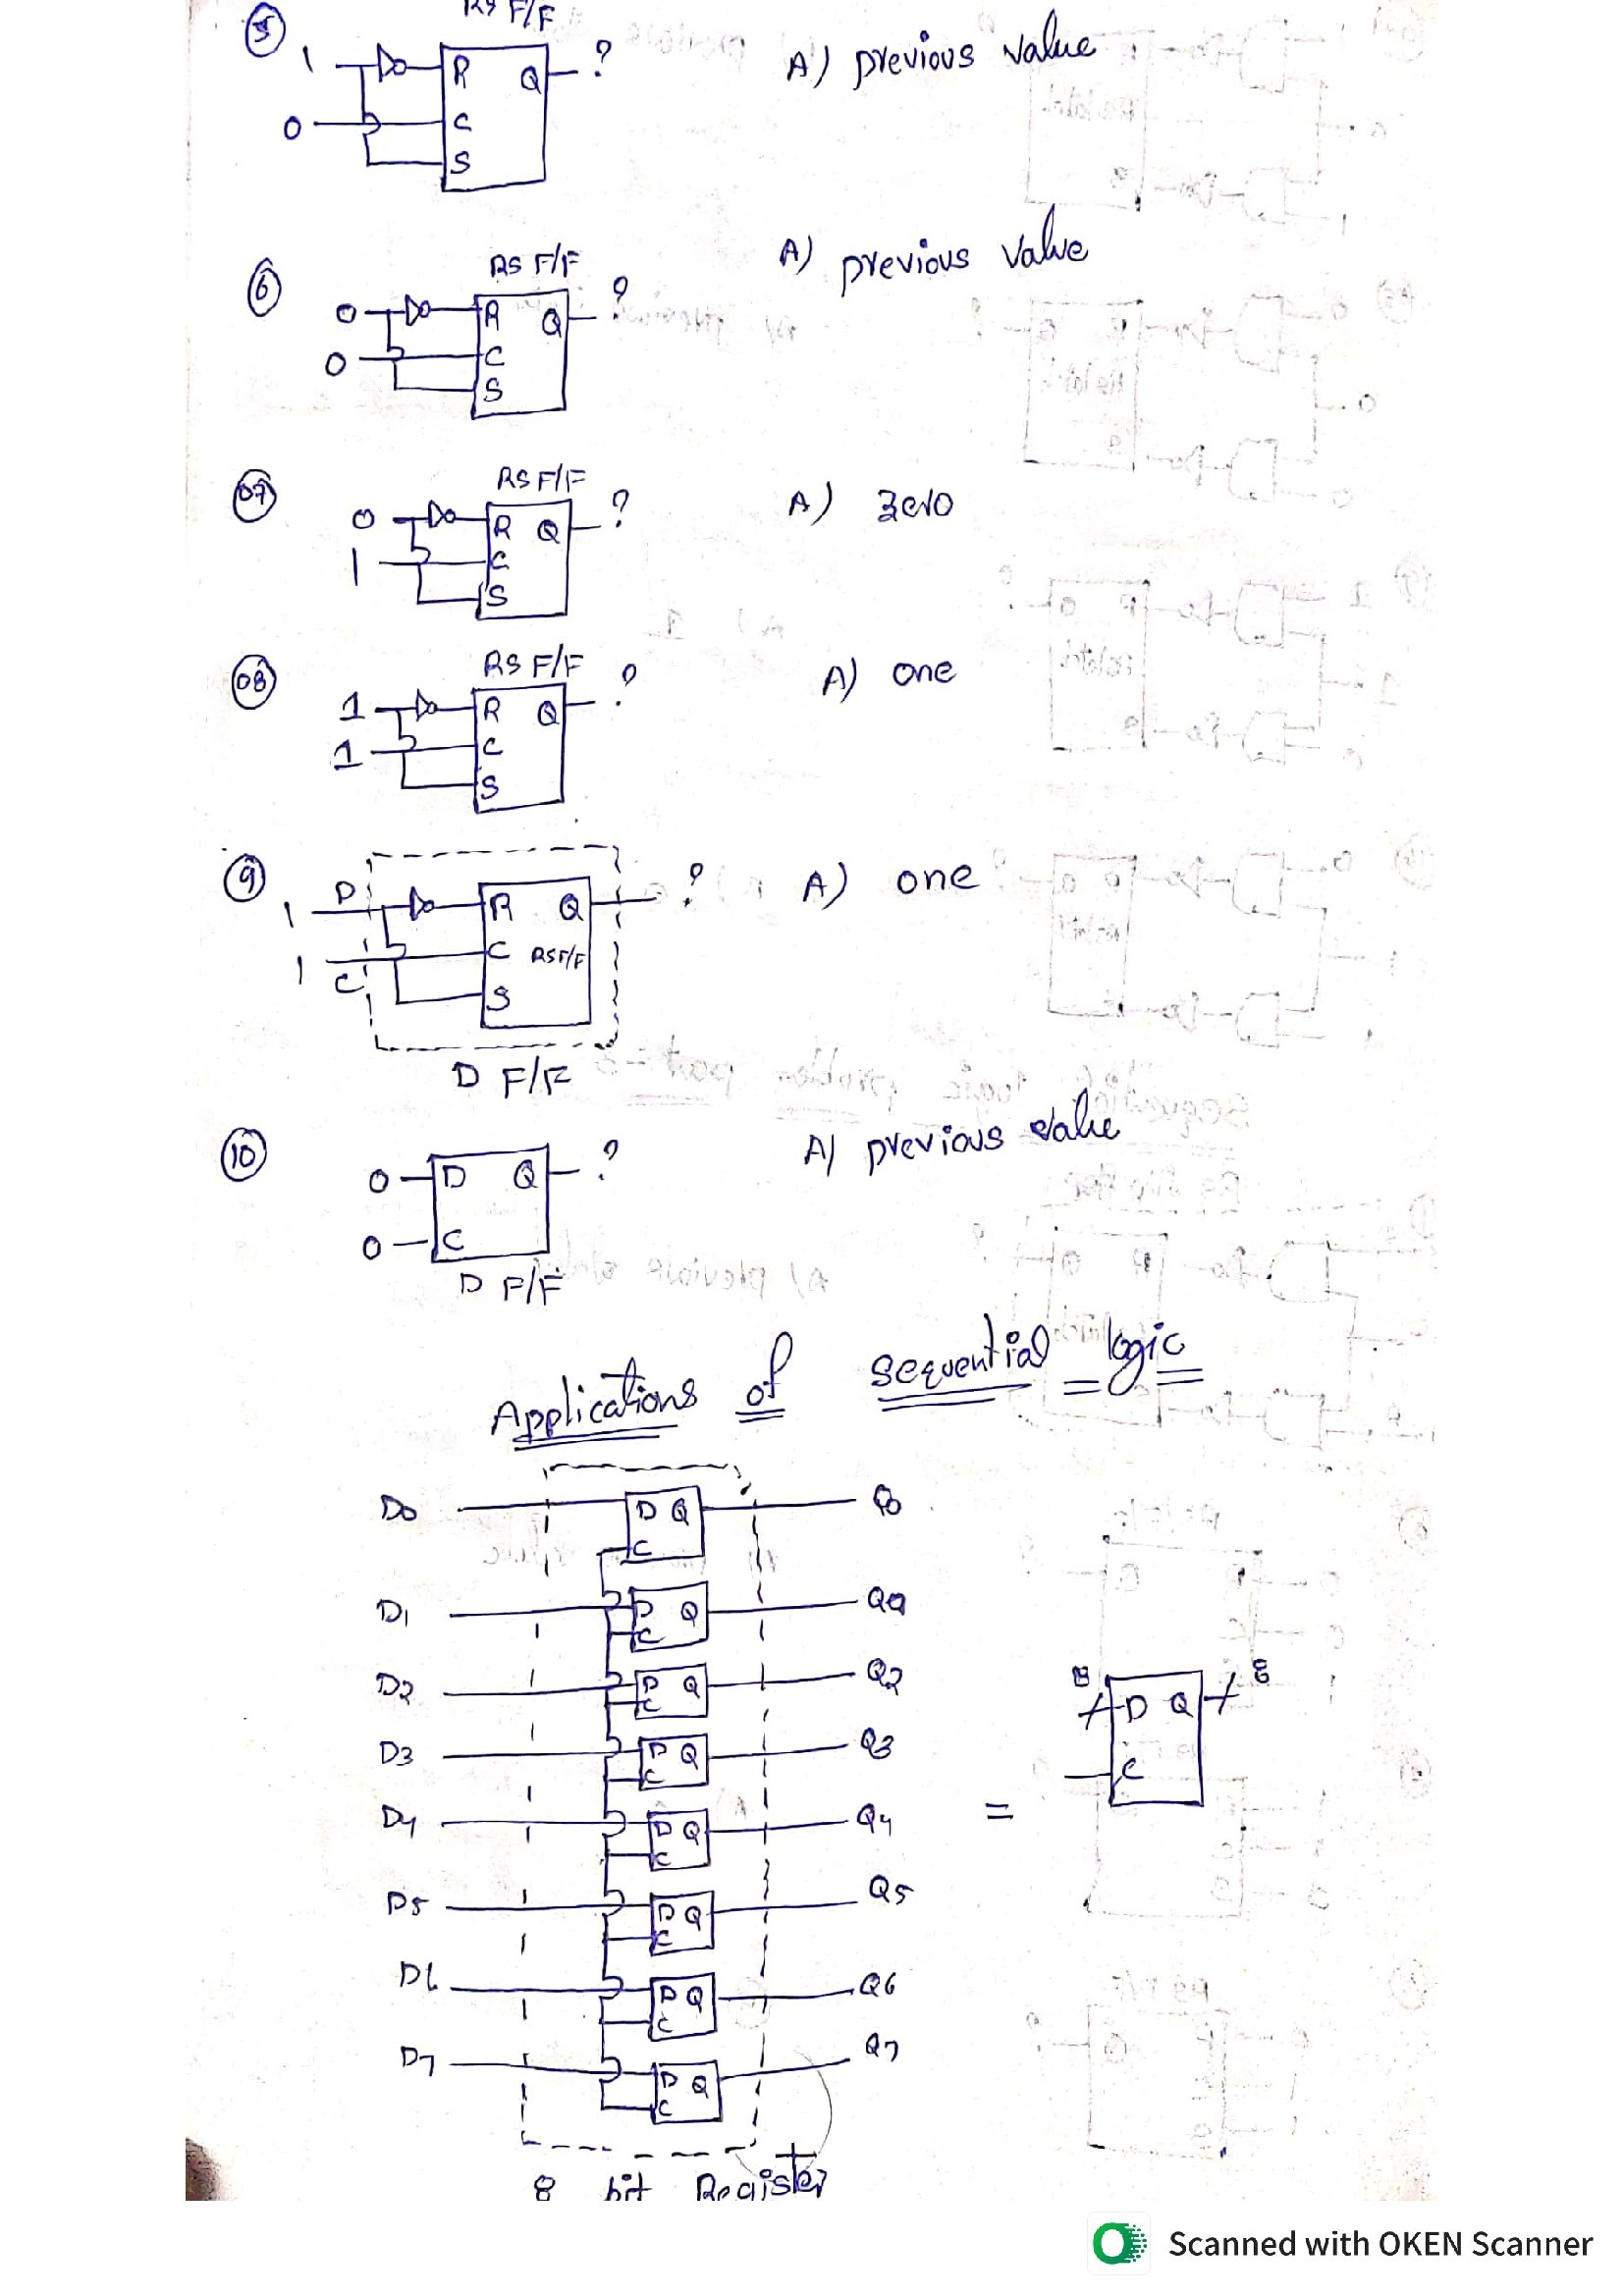 RS F/F
5
1
R Q ?
A) previous value
0
C
S
RS F/F
A) previous value
6
0 R Q ?
0 C
S
RS F/F
07
0 R Q ?
A) zero
1 C
S
RS F/F
08
1 R Q ?
A) one
1 C
S
9
1 D R Q ?
A) one
1 C C RSF/F
S
D F/F
10
0 D Q ?
A) previous value
0 C
D F/F
Applications of sequential logic
D0 D Q Q0
C
D1 D Q
C
D2 D Q Q2
C
D3 D Q Q3
C
D4 D Q Q4
C
D5 D Q Q5
C
D6 D Q Q6
C
D7 D Q Q7
C
=
8 D Q 8
C
8 bit Register
Scanned with OKEN Scanner